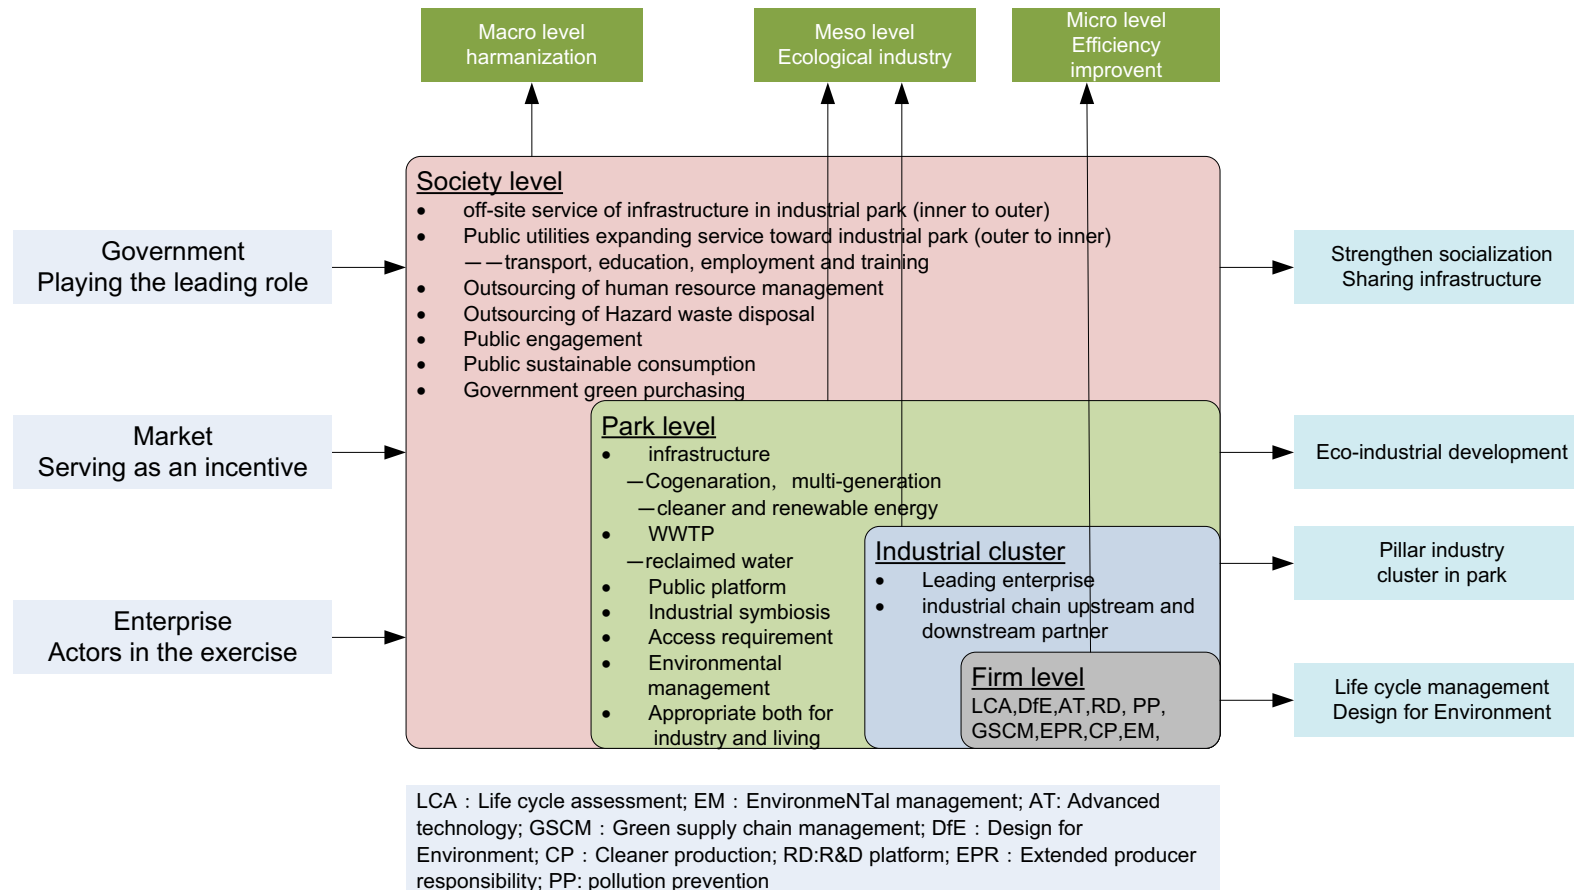 Macro level
harmanization
Meso level
Ecological industry
Micro level
Efficiency
improvent
Society level
• off-site service of infrastructure in industrial park (inner to outer)
• Public utilities expanding service toward industrial park (outer to inner)
——transport, education, employment and training
• Outsourcing of human resource management
• Outsourcing of Hazard waste disposal
• Public engagement
• Public sustainable consumption
• Government green purchasing
Government
Playing the leading role
Market
Serving as an incentive
Enterprise
Actors in the exercise
Park level
• infrastructure
—Cogenaration, multi-generation
—cleaner and renewable energy
• WWTP
—reclaimed water
• Public platform
• Industrial symbiosis
• Access requirement
• Environmental
management
• Appropriate both for
industry and living
Industrial cluster
• Leading enterprise
• industrial chain upstream and
downstream partner
Firm level
LCA,DfE,AT,RD, PP,
GSCM,EPR,CP,EM,
Strengthen socialization
Sharing infrastructure
Eco-industrial development
Pillar industry
cluster in park
Life cycle management
Design for Environment
LCA：Life cycle assessment; EM：EnvironmeNTal management; AT: Advanced
technology; GSCM：Green supply chain management; DfE：Design for
Environment; CP：Cleaner production; RD:R&D platform; EPR：Extended producer
responsibility; PP: pollution prevention